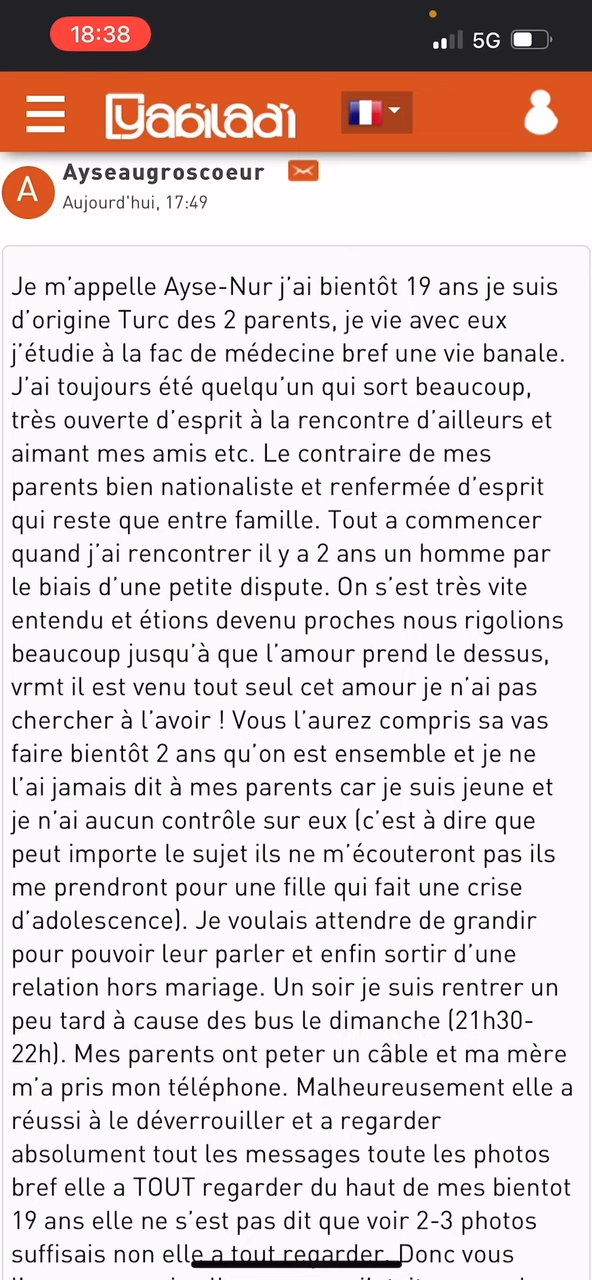 18:38
5G
Yabiladi
A
Ayseaugroscoeur
Aujourd'hui, 17:49
Je m'appelle Ayse-Nur j'ai bientôt 19 ans je suis
d'origine Turc des 2 parents, je vie avec eux
j'étudie à la fac de médecine bref une vie banale.
J'ai toujours été quelqu'un qui sort beaucoup,
très ouverte d'esprit à la rencontre d'ailleurs et
aimant mes amis etc. Le contraire de mes
parents bien nationaliste et renfermée d'esprit
qui reste que entre famille. Tout a commencer
quand j'ai rencontrer il y a 2 ans un homme par
le biais d'une petite dispute. On s'est très vite
entendu et étions devenu proches nous rigolions
beaucoup jusqu'à que l'amour prend le dessus,
vrmt il est venu tout seul cet amour je n'ai pas
chercher à l'avoir ! Vous l'aurez compris sa vas
faire bientôt 2 ans qu'on est ensemble et je ne
l'ai jamais dit à mes parents car je suis jeune et
je n'ai aucun contrôle sur eux (c'est à dire que
peut importe le sujet ils ne m'écouteront pas ils
me prendront pour une fille qui fait une crise
d'adolescence). Je voulais attendre de grandir
pour pouvoir leur parler et enfin sortir d'une
relation hors mariage. Un soir je suis rentrer un
peu tard à cause des bus le dimanche (21h30-
22h). Mes parents ont peter un câble et ma mère
m'a pris mon téléphone. Malheureusement elle a
réussi à le déverrouiller et a regarder
absolument tout les messages toute les photos
bref elle a TOUT regarder du haut de mes bientot
19 ans elle ne s'est pas dit que voir 2-3 photos
suffisais non elle a tout regarder. Donc vous